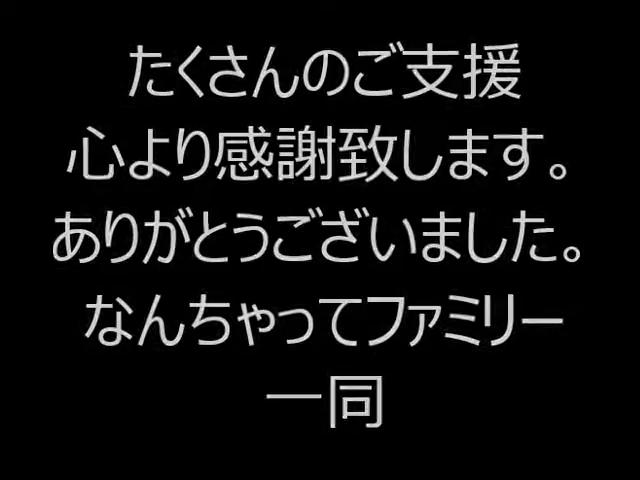 たくさんのご支援
心より感謝致します。
ありがとうございました。
なんちゃってファミリー
一同